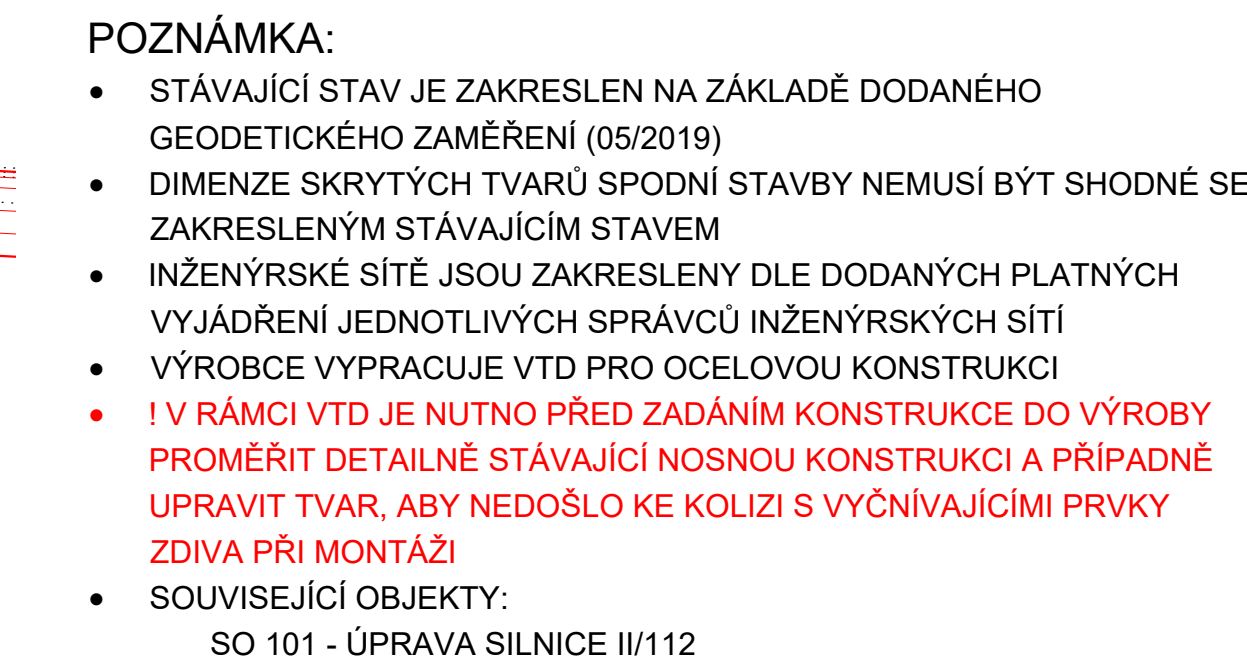 POZNÁMKA:
● STÁVAJÍCÍ STAV JE ZAKRESLEN NA ZÁKLADĚ DODANÉHO
GEODETICKÉHO ZAMĚŘENÍ (05/2019)
● DIMENZE SKRYTÝCH TVARŮ SPODNÍ STAVBY NEMUSÍ BÝT SHODNÉ SE
ZAKRESLENÝM STÁVAJÍCÍM STAVEM
● INŽENÝRSKÉ SÍTĚ JSOU ZAKRESLENY DLE DODANÝCH PLATNÝCH
VYJÁDŘENÍ JEDNOTLIVÝCH SPRÁVCŮ INŽENÝRSKÝCH SÍTÍ
● VÝROBCE VYPRACUJE VTD PRO OCELOVOU KONSTRUKCI
● ! V RÁMCI VTD JE NUTNO PŘED ZADÁNÍM KONSTRUKCE DO VÝROBY
PROMĚŘIT DETAILNĚ STÁVAJÍCÍ NOSNOU KONSTRUKCI A PŘÍPADNĚ
UPRAVIT TVAR, ABY NEDOŠLO KE KOLIZI S VYČNÍVAJÍCÍMI PRVKY
ZDIVA PŘI MONTÁŽI
● SOUVISEJÍCÍ OBJEKTY:
SO 101 - ÚPRAVA SILNICE II/112